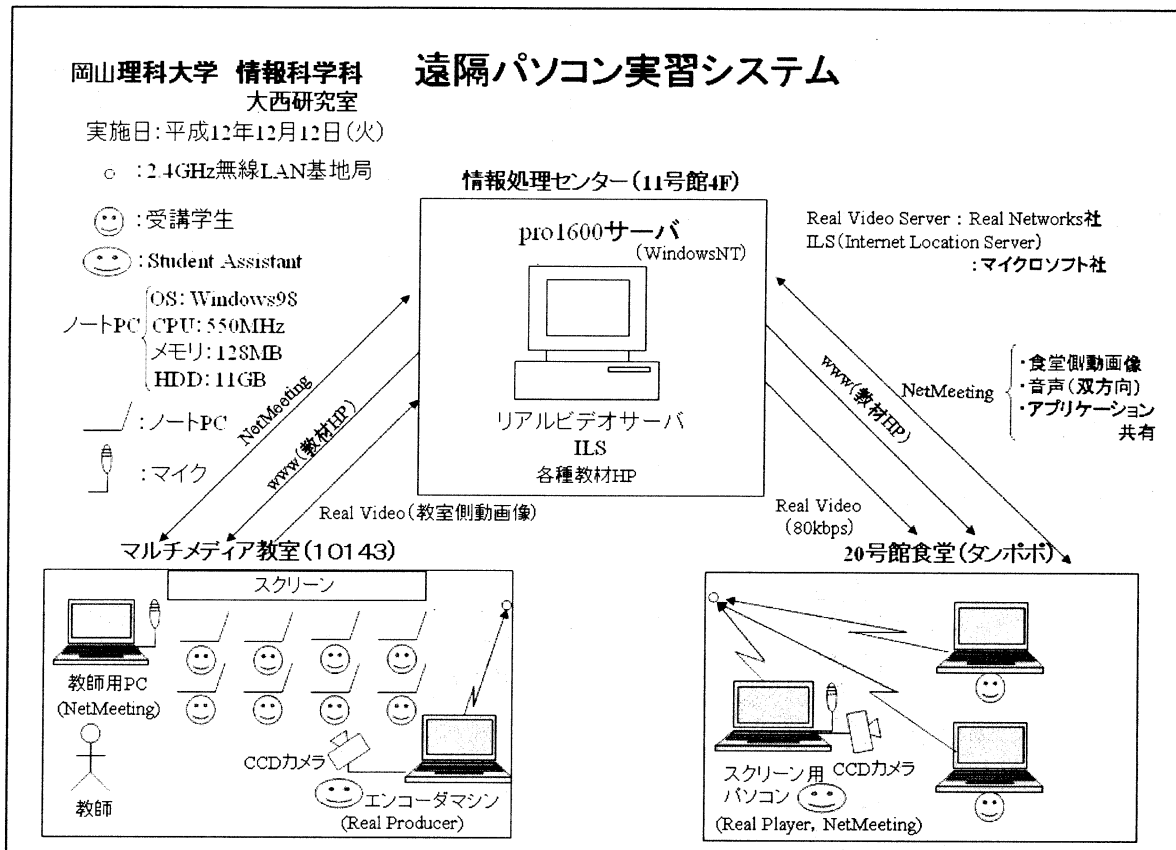 岡山理科大学 情報科学科
大西研究室
遠隔パソコン実習システム
実施日:平成12年12月12日(火)
○ :2.4GHz無線LAN基地局
:受講学生
:Student Assistant
ノートPC
OS: Windows98
CPU: 550MHz
メモリ: 128MB
HDD: 11GB
:ノートPC
:マイク
情報処理センター(11号館4F)
pro1600サーバ
(WindowsNT)
リアルビデオサーバ
ILS
各種教材HP
Real Video Server : Real Networks社
ILS(Internet Location Server)
:マイクロソフト社
NetMeeting
www(教材HP)
Real Video(教室側動画像)
Real Video
(80kbps)
www(教材HP)
NetMeeting
・食堂側動画像
・音声(双方向)
・アプリケーション
共有
マルチメディア教室(10143)
スクリーン
教師用PC
(NetMeeting)
教師
CCDカメラ
エンコーダマシン
(Real Producer)
20号館食堂(タンポポ)
スクリーン用
パソコン
CCDカメラ
(Real Player, NetMeeting)